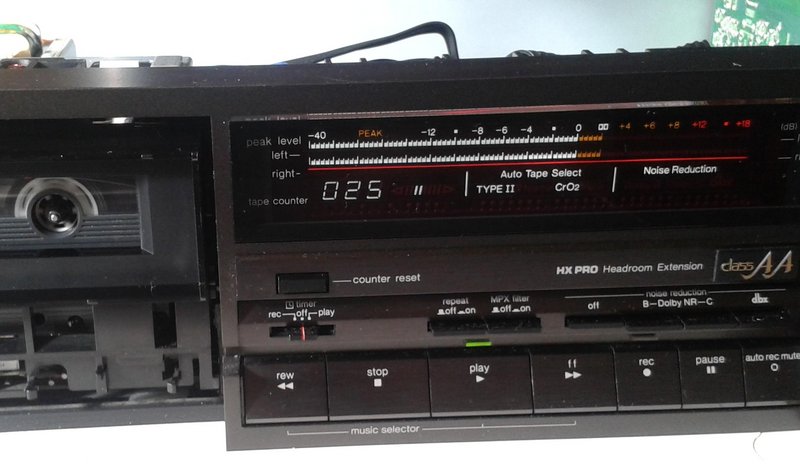 -40 PEAK -12 ▪ -8 -6 -4 ▪ 0 +4 +6 +8 +12 ▪ +18 (dB)
peak level
left
right
Auto Tape Select Noise Reduction
025 TYPE II CrO2
tape counter
HX PRO Headroom Extension class AA
counter reset
timer
rec off play
repeat MPX filter
off on off on
noise reduction
off B-Dolby NR-C dbx
rew stop play ff rec pause auto rec mute
music selector